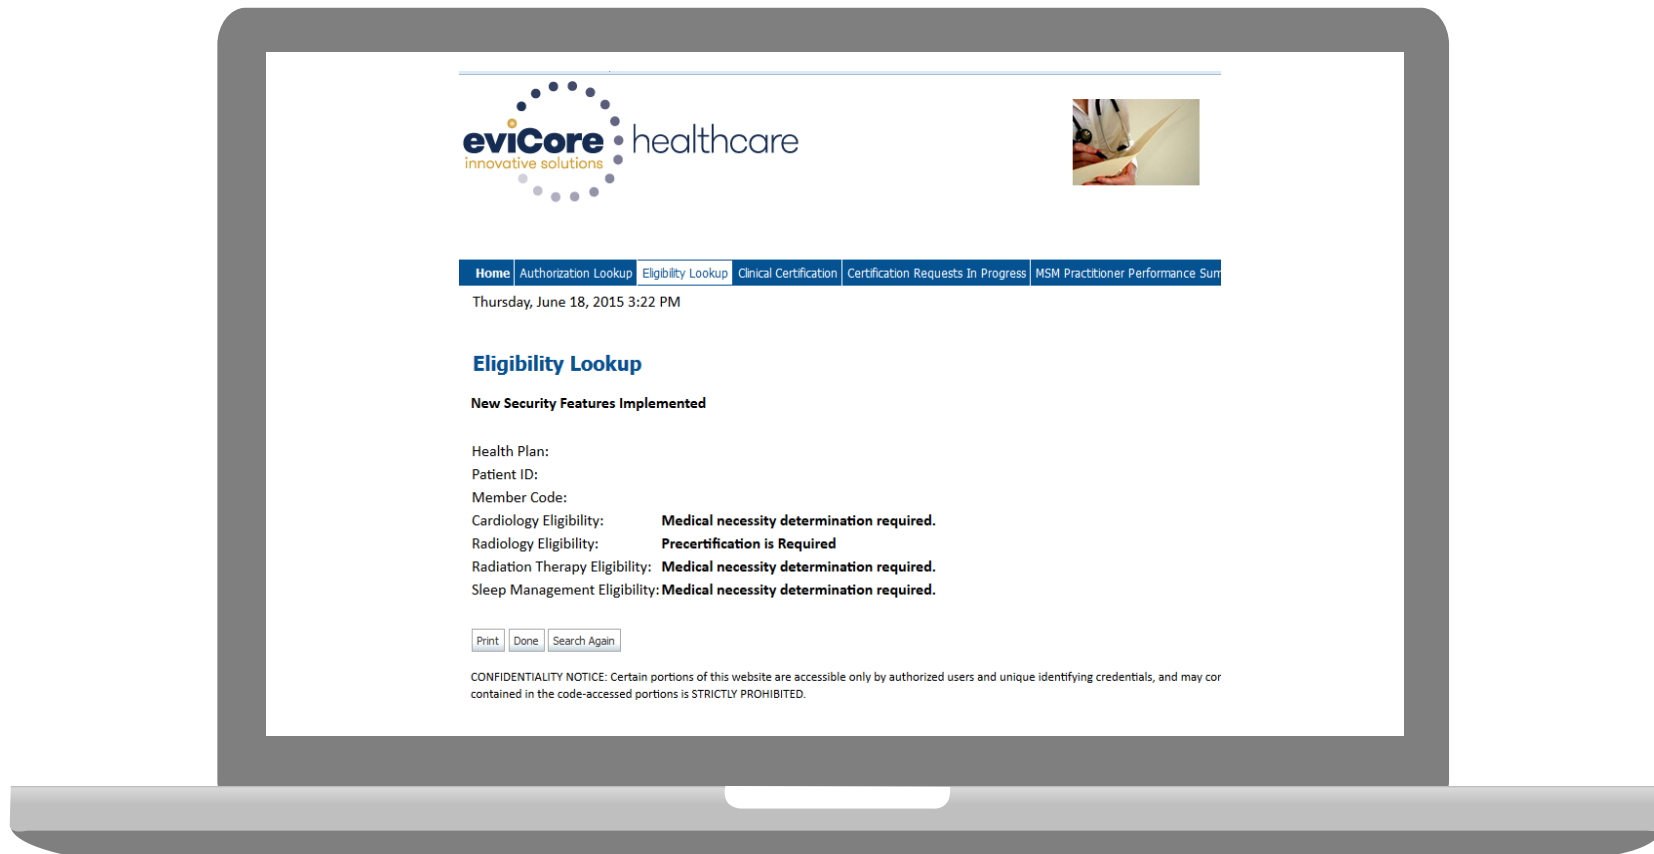 eviCore healthcare
innovative solutions
Home Authorization Lookup Eligibility Lookup Clinical Certification Certification Requests In Progress MSM Practitioner Performance Sum
Thursday, June 18, 2015 3:22 PM
Eligibility Lookup
New Security Features Implemented
Health Plan:
Patient ID:
Member Code:
Cardiology Eligibility: Medical necessity determination required.
Radiology Eligibility: Precertification is Required
Radiation Therapy Eligibility: Medical necessity determination required.
Sleep Management Eligibility: Medical necessity determination required.
Print Done Search Again
CONFIDENTIALITY NOTICE: Certain portions of this website are accessible only by authorized users and unique identifying credentials, and may cor
contained in the code-accessed portions is STRICTLY PROHIBITED.